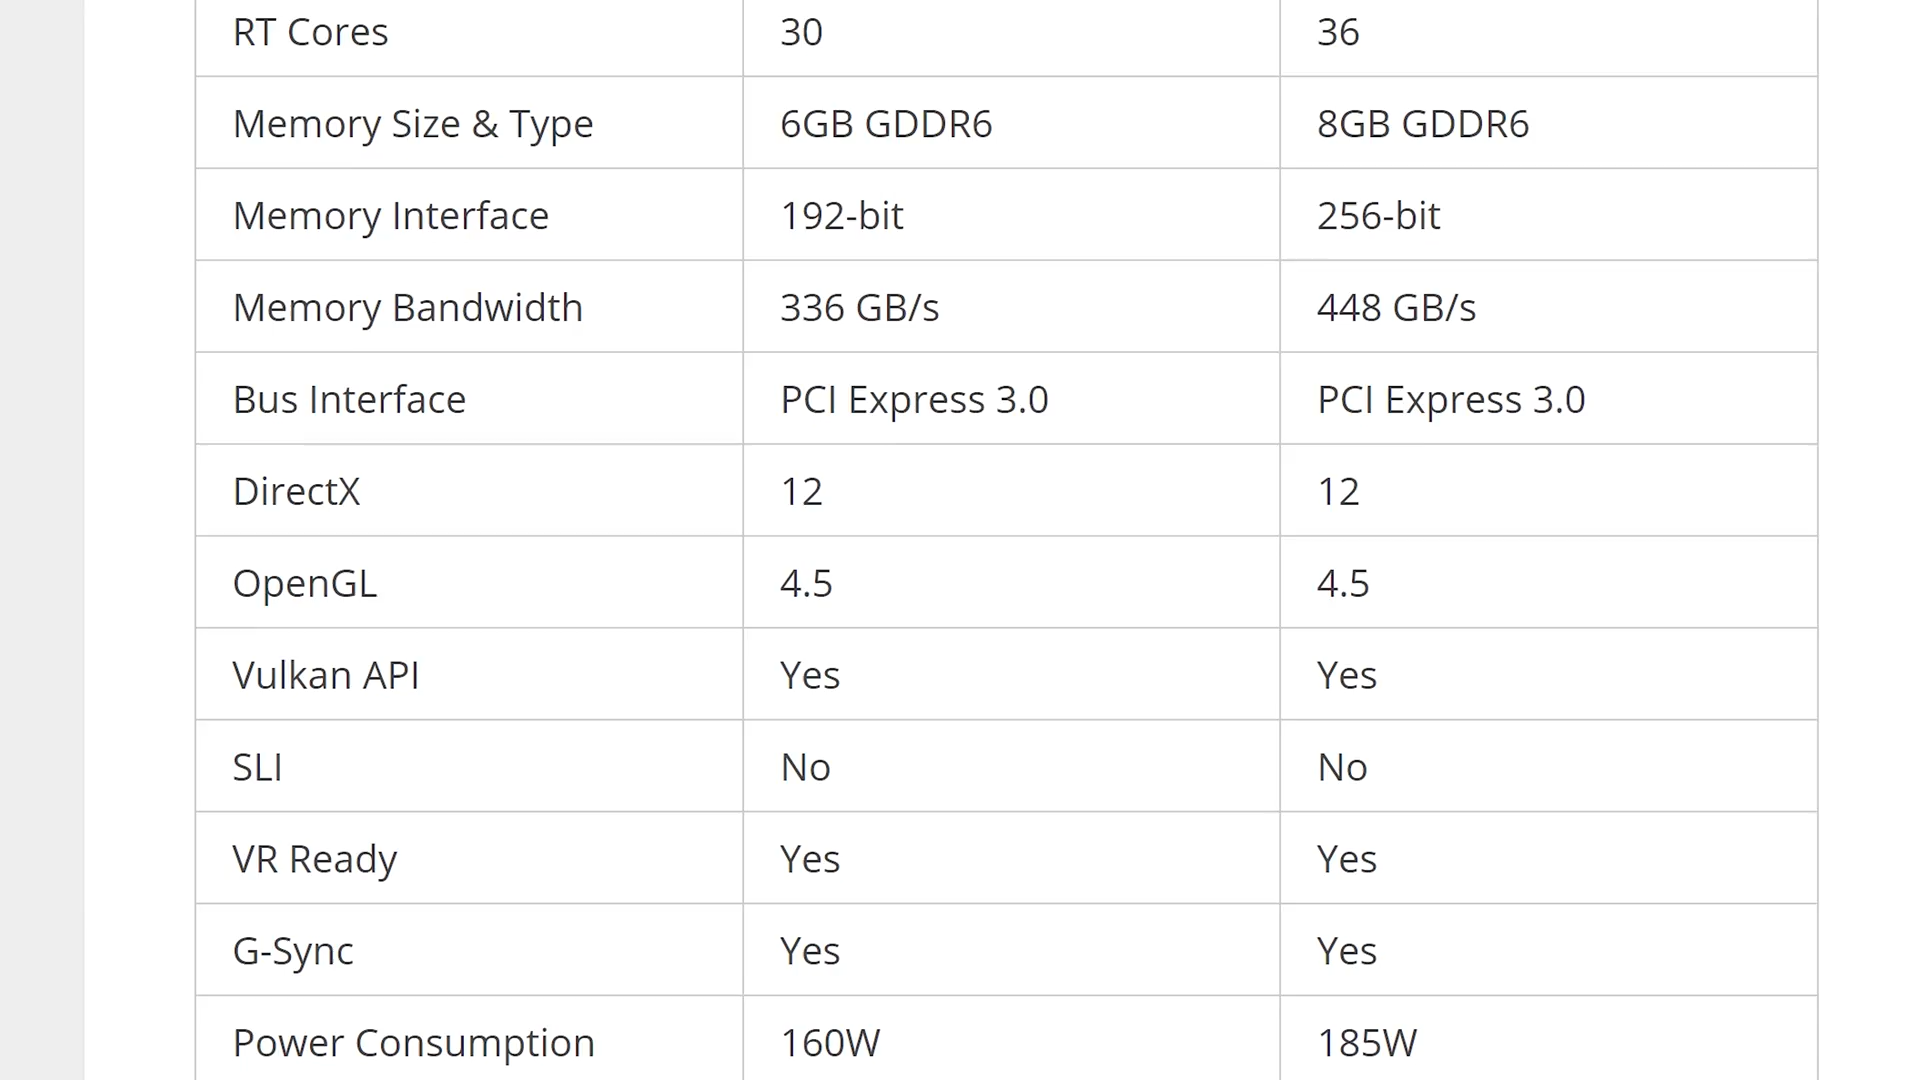 RT Cores 30 36
Memory Size & Type 6GB GDDR6 8GB GDDR6
Memory Interface 192-bit 256-bit
Memory Bandwidth 336 GB/s 448 GB/s
Bus Interface PCI Express 3.0 PCI Express 3.0
DirectX 12 12
OpenGL 4.5 4.5
Vulkan API Yes Yes
SLI No No
VR Ready Yes Yes
G-Sync Yes Yes
Power Consumption 160W 185W